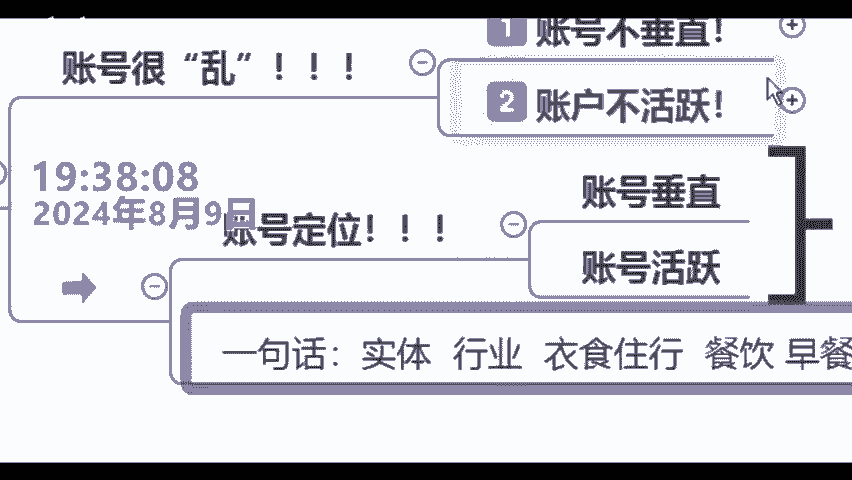 1 账号不垂直！
账号很“乱”！！！
2 账户不活跃！
19:38:08
2024年8月9日
账号垂直
账号定位！！！
账号活跃
一句话：实体 行业 衣食住行 餐饮 早餐